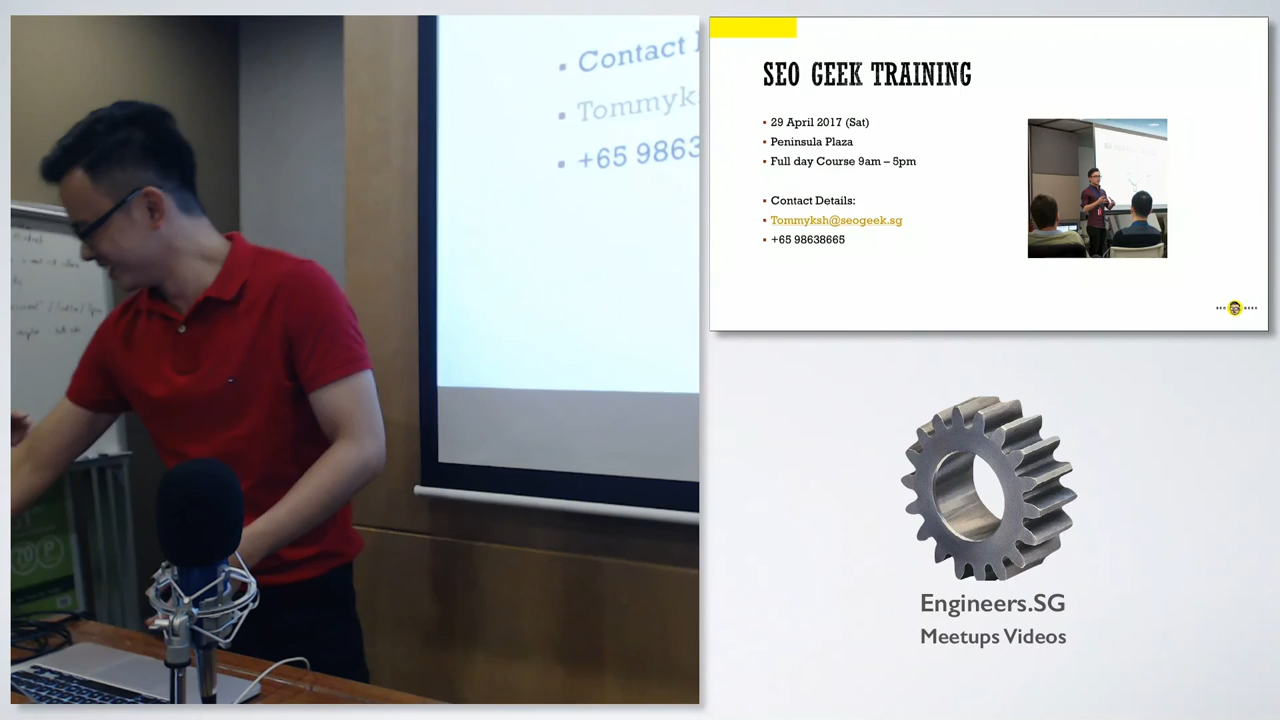 Contact
Tommyk
+65 9863
SEO GEEK TRAINING
29 April 2017 (Sat)
Peninsula Plaza
Full day Course 9am – 5pm
Contact Details:
Tommyksh@seogeek.sg
+65 98638665
Engineers.SG
Meetups Videos